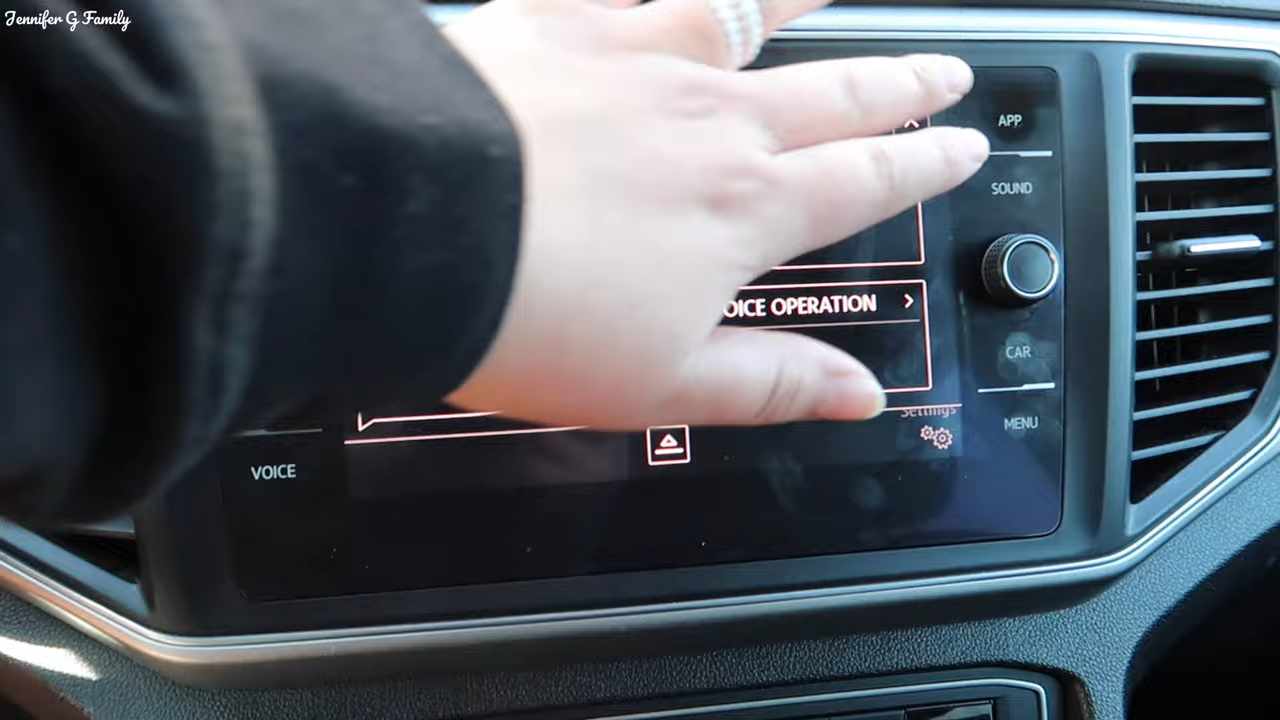 Jennifer G Family
APP
SOUND
OICE OPERATION
CAR
Settings
MENU
VOICE